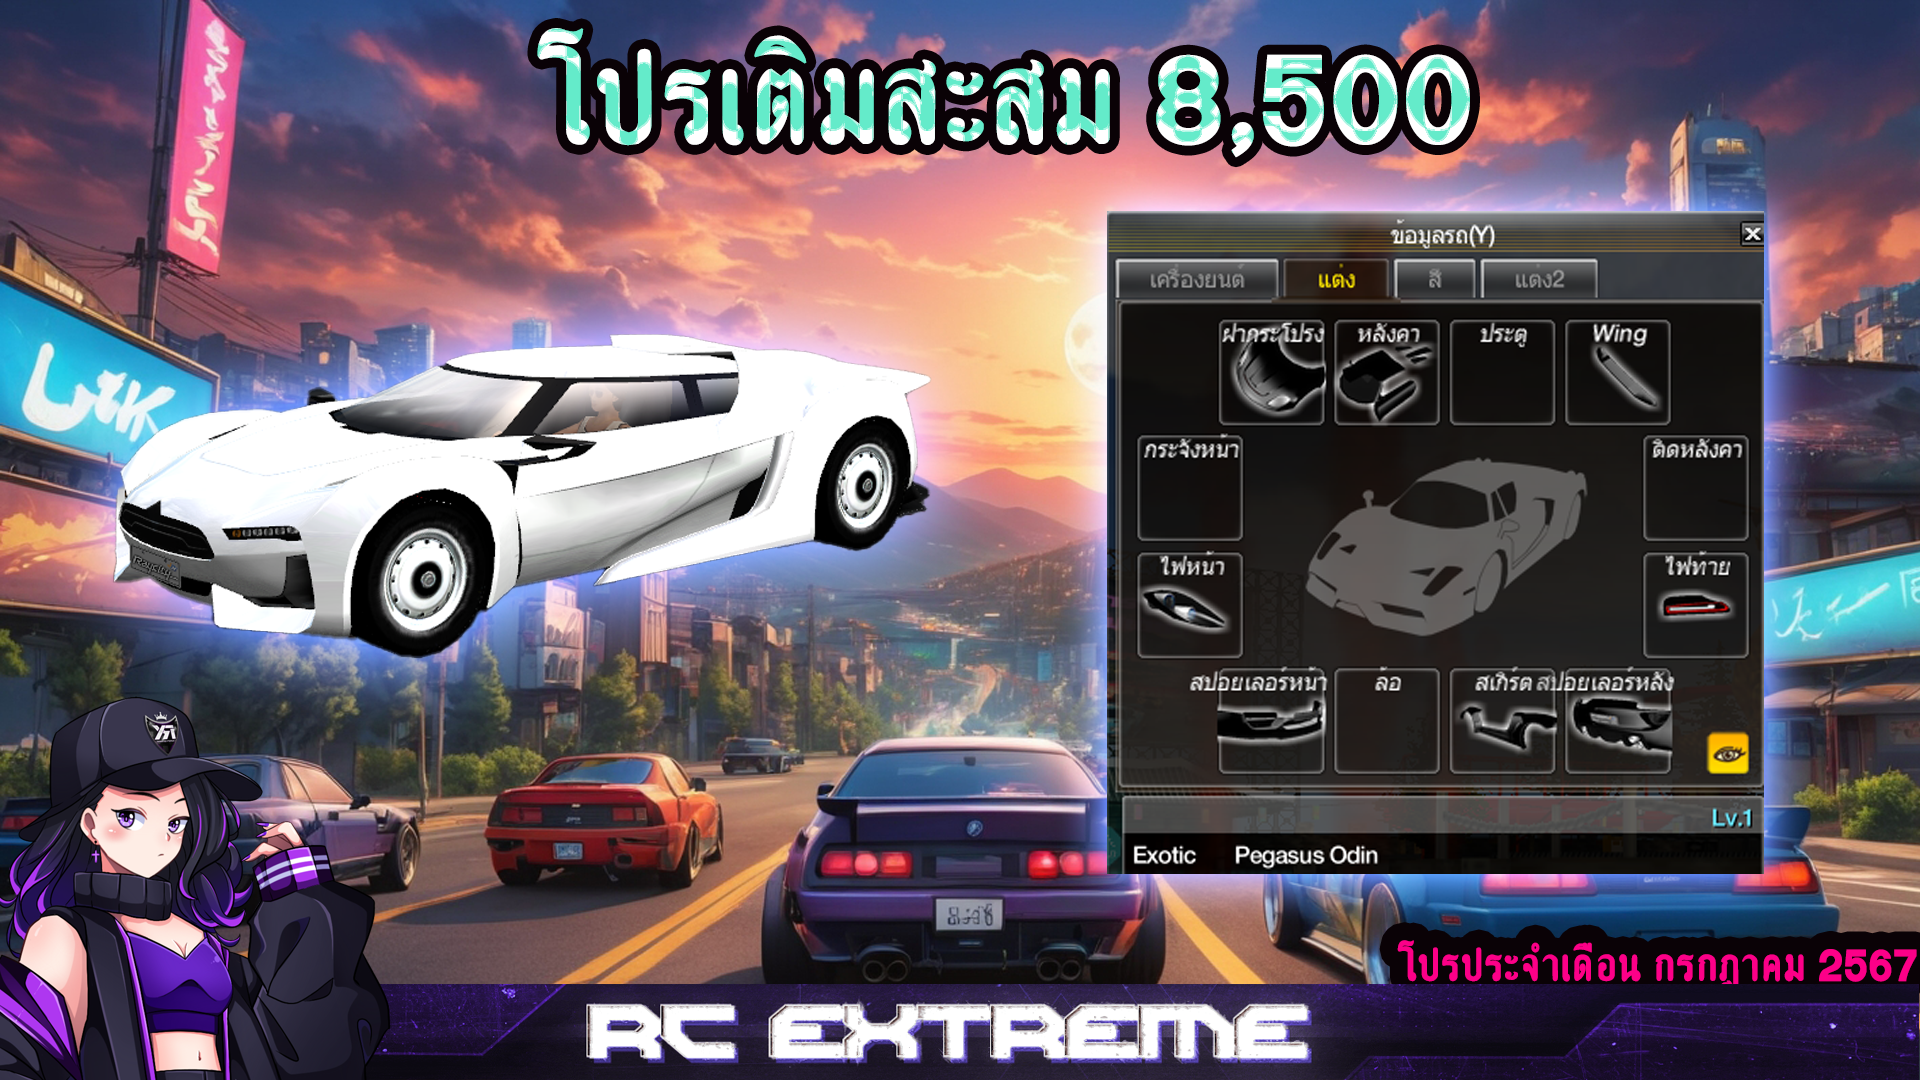 โปรเติมสะสม 8,500
ข้อมูลรถ(Y)
เครื่องยนต์ แต่ง สี แต่ง2
ฝากระโปรง หลังคา ประตู Wing
กระจังหน้า ติดหลังคา
ไฟหน้า ไฟท้าย
สปอยเลอร์หน้า ล้อ สเกิร์ต สปอยเลอร์หลัง
Lv.1
Exotic Pegasus Odin
Raycity
โปรประจำเดือน กรกฎาคม 2567
RC EXTREME